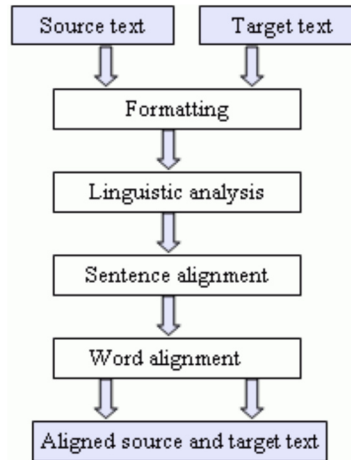 Source text
Target text
Formatting
Linguistic analysis
Sentence alignment
Word alignment
Aligned source and target text